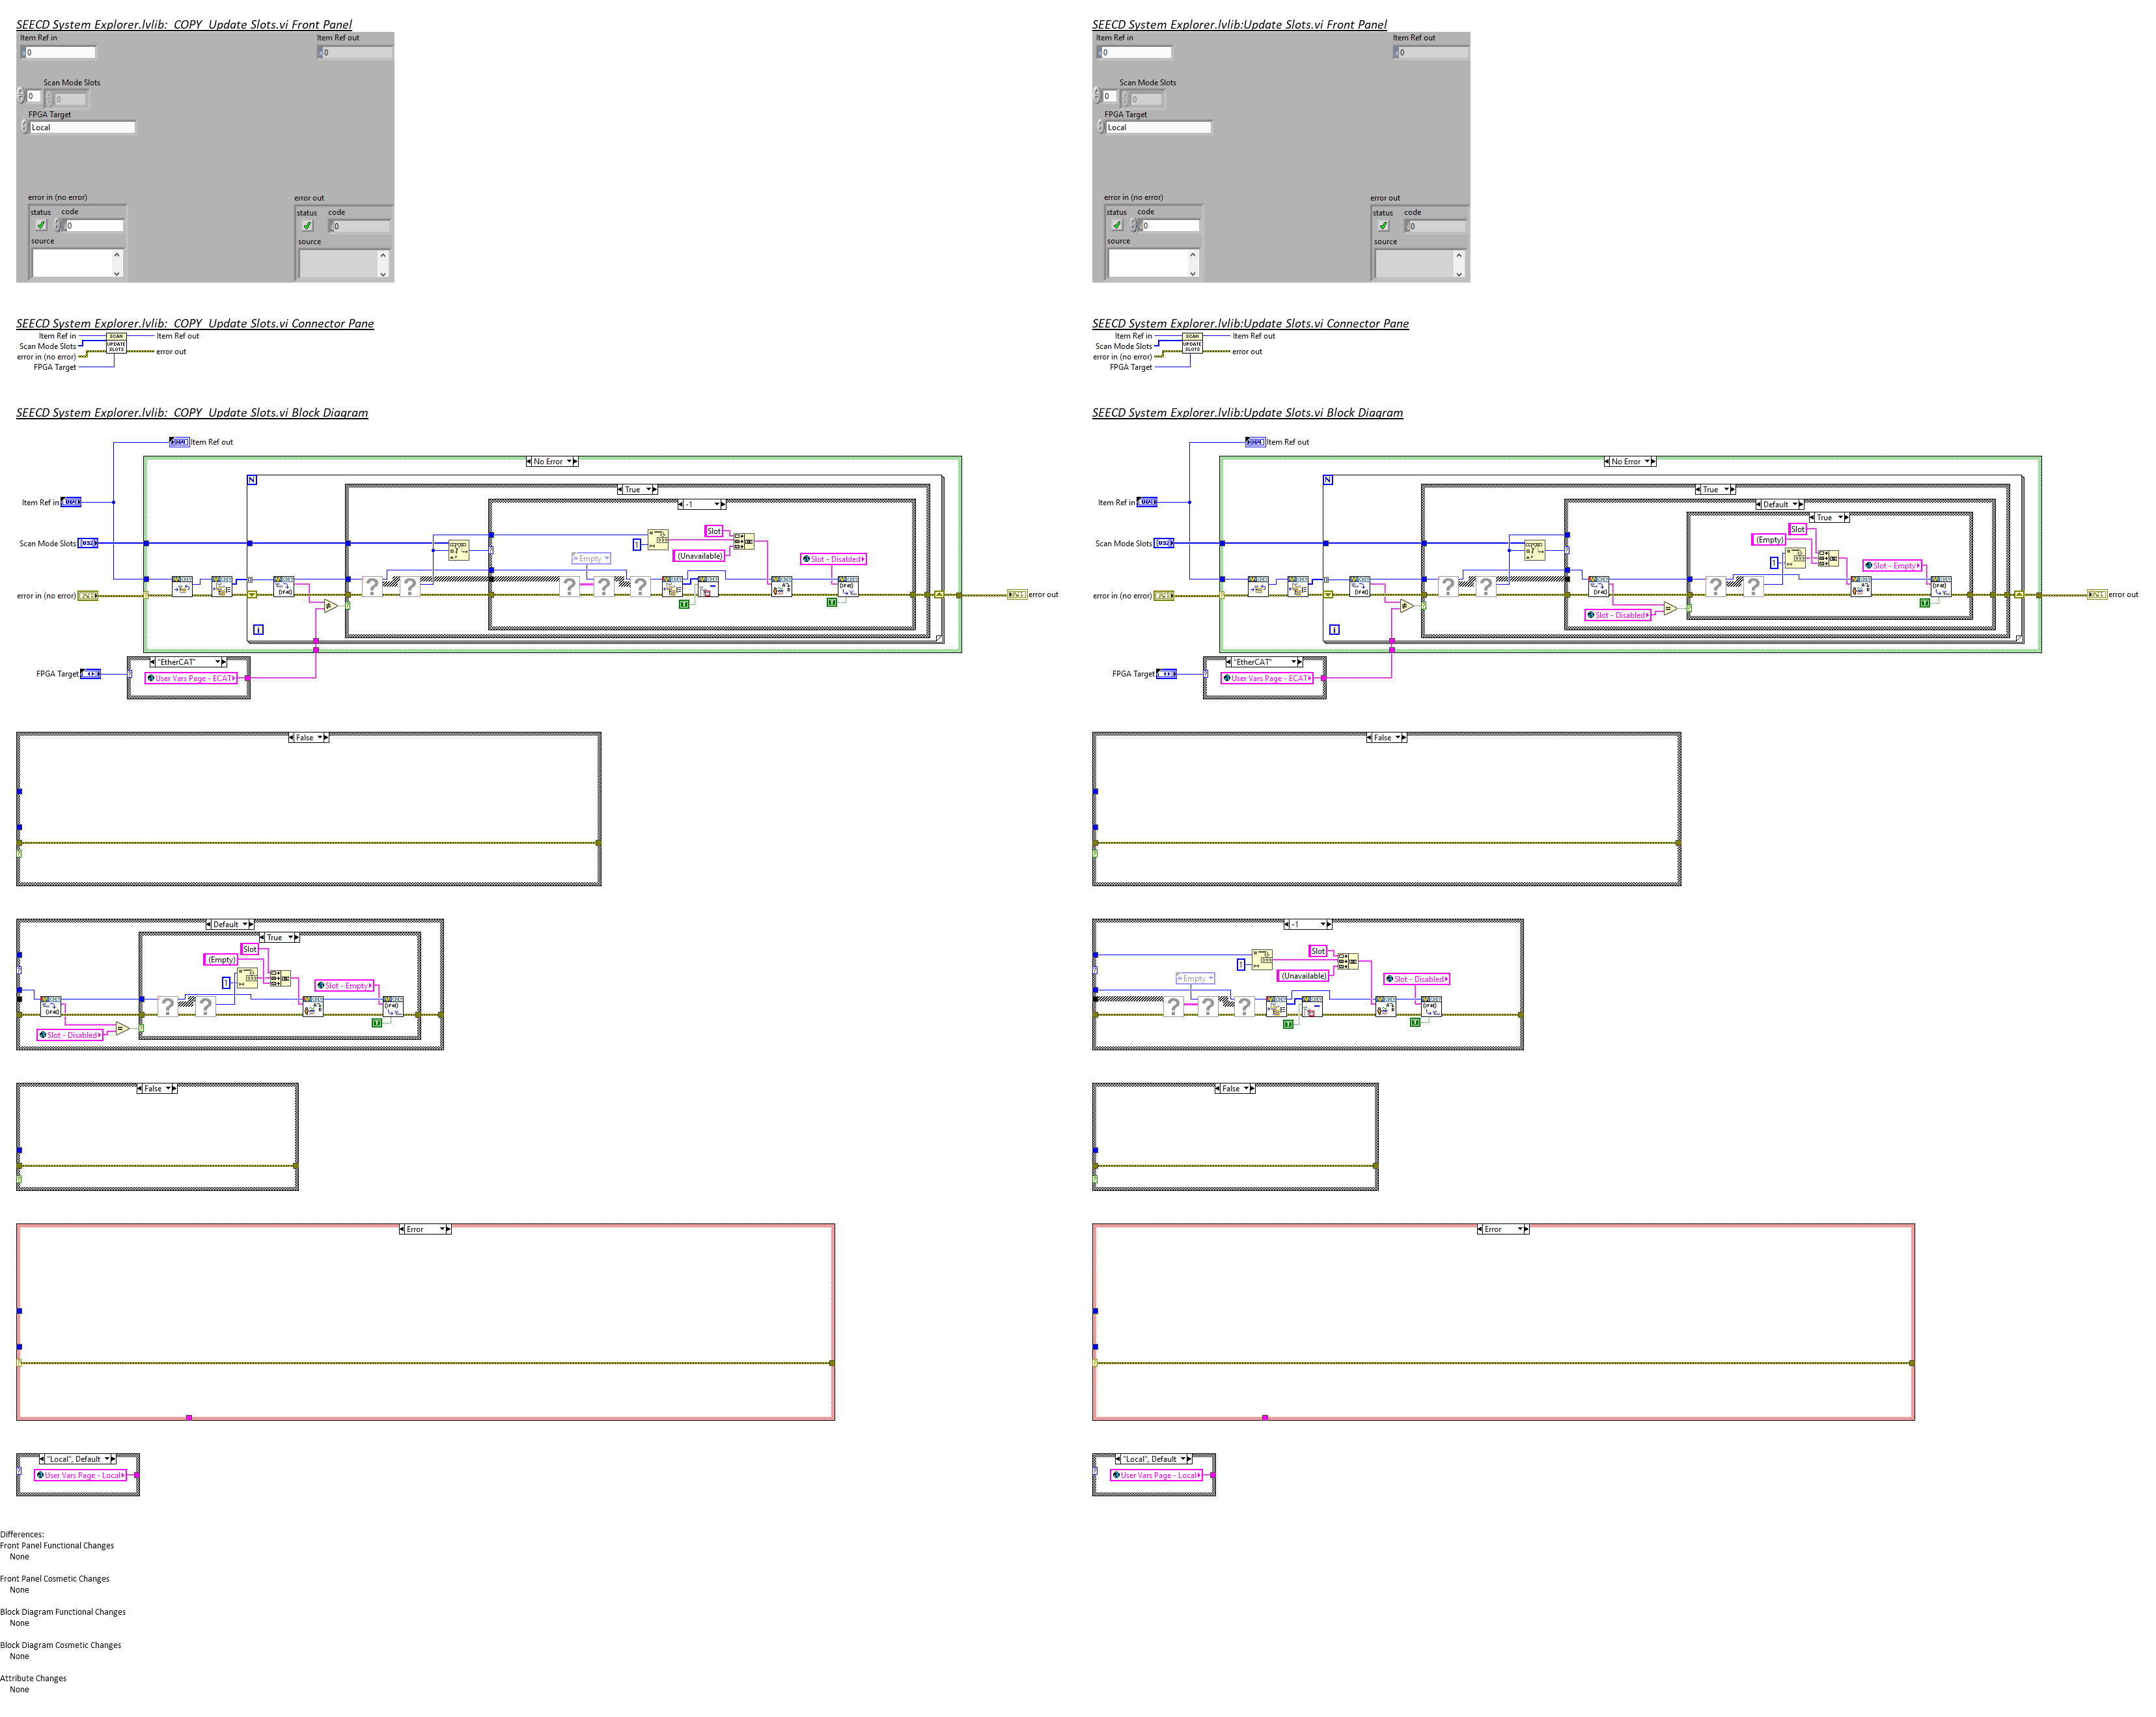 SEECD System Explorer.lvlib:_COPY_Update Slots.vi Front Panel
Item Ref in
Item Ref out
0
0
Scan Mode Slots
0
0
FPGA Target
Local
error in (no error)
status code
0
source
error out
status code
0
source
SEECD System Explorer.lvlib:_COPY_Update Slots.vi Connector Pane
Item Ref in
Scan Mode Slots
error in (no error)
FPGA Target
SCAN
UPDATE
SLOTS
Item Ref out
error out
SEECD System Explorer.lvlib:_COPY_Update Slots.vi Block Diagram
Item Ref out
No Error
N
True
-1
Item Ref in
Slot
Scan Mode Slots
U32
1
(Unavailable)
Empty
Slot - Disabled
error in (no error)
error out
i
"EtherCAT"
FPGA Target
User Vars Page - ECAT
False
Default
True
Slot
(Empty)
1
Slot - Empty
Slot - Disabled
False
Error
"Local", Default
User Vars Page - Local
Differences:
Front Panel Functional Changes
None
Front Panel Cosmetic Changes
None
Block Diagram Functional Changes
None
Block Diagram Cosmetic Changes
None
Attribute Changes
None
SEECD System Explorer.lvlib:Update Slots.vi Front Panel
Item Ref in
Item Ref out
0
0
Scan Mode Slots
0
0
FPGA Target
Local
error in (no error)
status code
0
source
error out
status code
0
source
SEECD System Explorer.lvlib:Update Slots.vi Connector Pane
Item Ref in
Scan Mode Slots
error in (no error)
FPGA Target
SCAN
UPDATE
SLOTS
Item Ref out
error out
SEECD System Explorer.lvlib:Update Slots.vi Block Diagram
Item Ref out
No Error
N
True
Default
True
Item Ref in
Slot
Scan Mode Slots
U32
(Empty)
1
Slot - Empty
error in (no error)
error out
Slot - Disabled
i
"EtherCAT"
FPGA Target
User Vars Page - ECAT
False
-1
Slot
1
(Unavailable)
Empty
Slot - Disabled
False
Error
"Local", Default
User Vars Page - Local